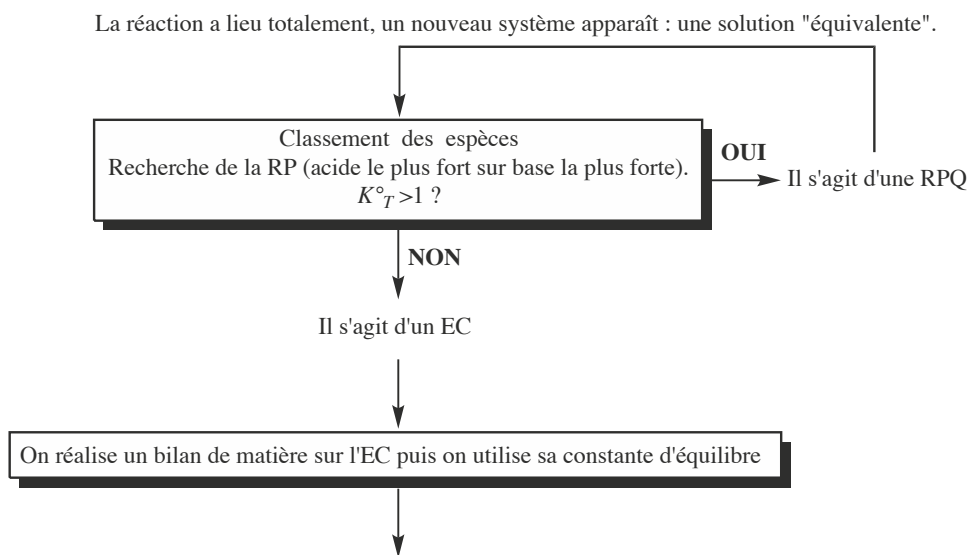 La réaction a lieu totalement, un nouveau système apparaît : une solution "équivalente".
Classement des espèces
Recherche de la RP (acide le plus fort sur base la plus forte).
K°T >1 ?
OUI
Il s'agit d'une RPQ
NON
Il s'agit d'un EC
On réalise un bilan de matière sur l'EC puis on utilise sa constante d'équilibre